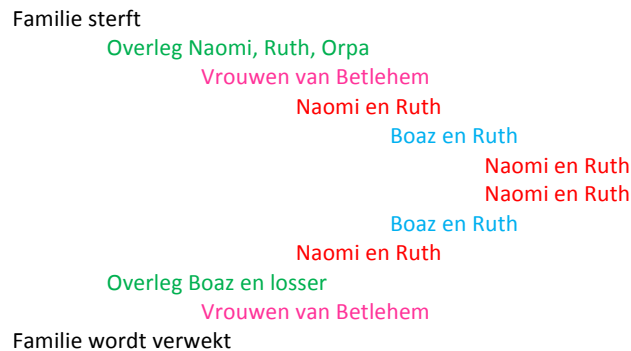 Familie sterft
Overleg Naomi, Ruth, Orpa
Vrouwen van Betlehem
Naomi en Ruth
Boaz en Ruth
Naomi en Ruth
Naomi en Ruth
Boaz en Ruth
Naomi en Ruth
Overleg Boaz en losser
Vrouwen van Betlehem
Familie wordt verwekt